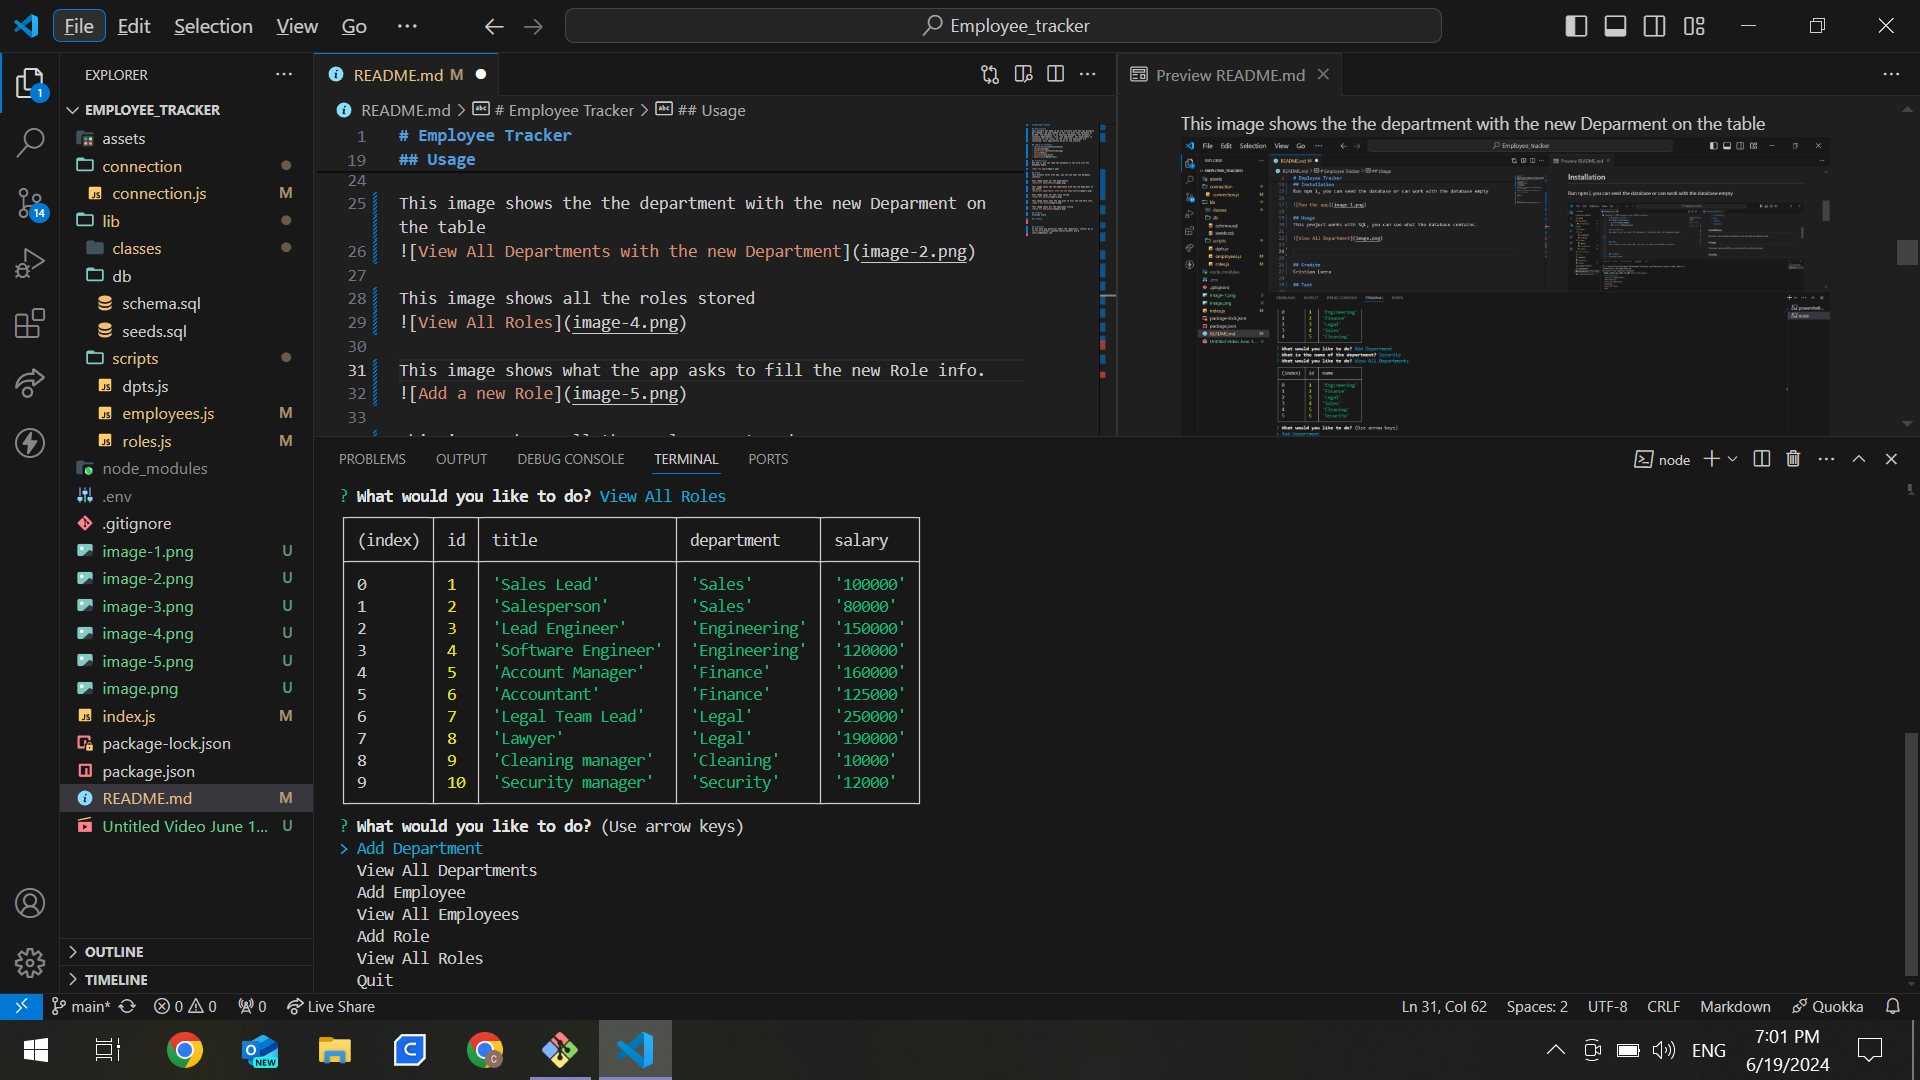 File Edit Selection View Go ··· Employee_tracker
EXPLORER
EMPLOYEE_TRACKER
assets
connection
connection.js M
lib
classes
db
schema.sql
seeds.sql
scripts
dpts.js
employees.js M
roles.js M
node_modules
.env
.gitignore
image-1.png U
image-2.png U
image-3.png U
image-4.png U
image-5.png U
image.png U
index.js M
package-lock.json
package.json
README.md M
Untitled Video June 1... U
OUTLINE
TIMELINE
README.md M
README.md > # Employee Tracker > ## Usage
1 # Employee Tracker
19 ## Usage
24
25 This image shows the the department with the new Deparment on
the table
26 ![View All Departments with the new Department](image-2.png)
27
28 This image shows all the roles stored
29 ![View All Roles](image-4.png)
30
31 This image shows what the app asks to fill the new Role info.
32 ![Add a new Role](image-5.png)
33
Preview README.md
This image shows the the department with the new Deparment on the table
PROBLEMS OUTPUT DEBUG CONSOLE TERMINAL PORTS
node
? What would you like to do? View All Roles
(index) id title department salary
0 1 'Sales Lead' 'Sales' '100000'
1 2 'Salesperson' 'Sales' '80000'
2 3 'Lead Engineer' 'Engineering' '150000'
3 4 'Software Engineer' 'Engineering' '120000'
4 5 'Account Manager' 'Finance' '160000'
5 6 'Accountant' 'Finance' '125000'
6 7 'Legal Team Lead' 'Legal' '250000'
7 8 'Lawyer' 'Legal' '190000'
8 9 'Cleaning manager' 'Cleaning' '10000'
9 10 'Security manager' 'Security' '12000'
? What would you like to do? (Use arrow keys)
> Add Department
View All Departments
Add Employee
View All Employees
Add Role
View All Roles
Quit
main* 0 0 0 Live Share
Ln 31, Col 62 Spaces: 2 UTF-8 CRLF Markdown Quokka
ENG
7:01 PM
6/19/2024